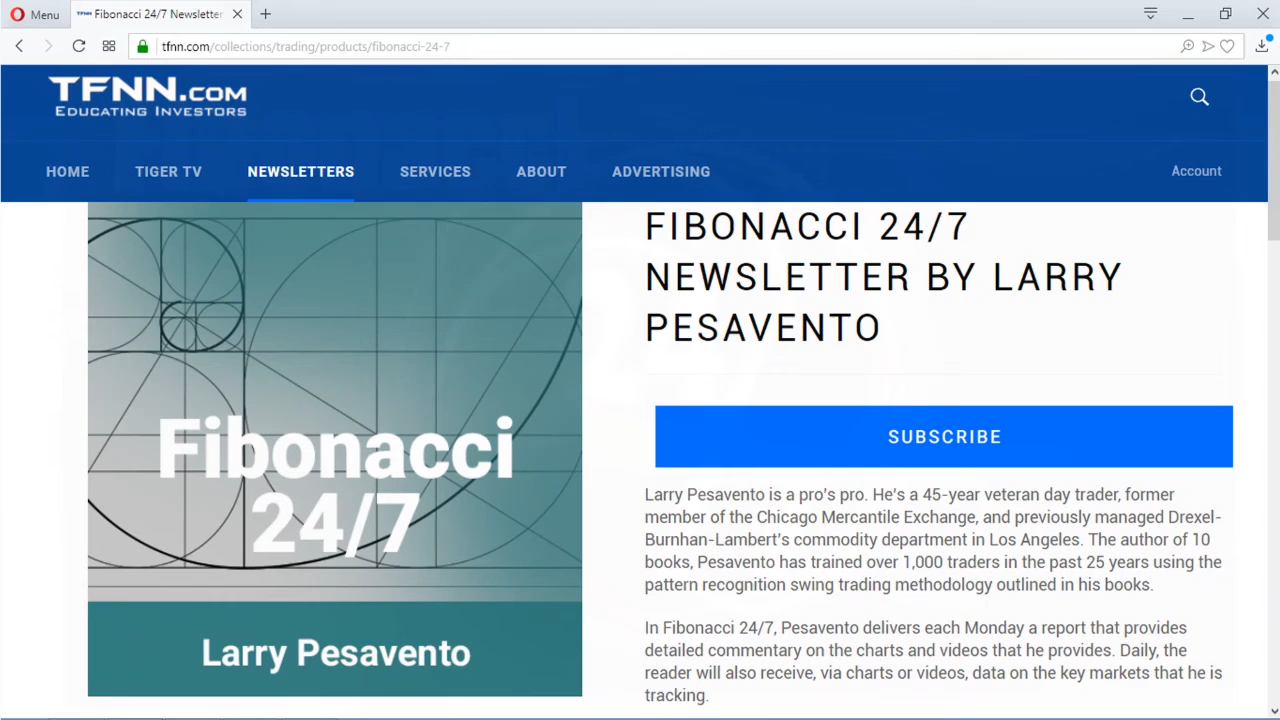 Menu
Fibonacci 24/7 Newsletter
tfnn.com/collections/trading/products/fibonacci-24-7
TFNN.COM
EDUCATING INVESTORS
HOME TIGER TV NEWSLETTERS SERVICES ABOUT ADVERTISING Account
Fibonacci
24/7
Larry Pesavento
FIBONACCI 24/7
NEWSLETTER BY LARRY
PESAVENTO
SUBSCRIBE
Larry Pesavento is a pro's pro. He's a 45-year veteran day trader, former
member of the Chicago Mercantile Exchange, and previously managed Drexel-
Burnhan-Lambert's commodity department in Los Angeles. The author of 10
books, Pesavento has trained over 1,000 traders in the past 25 years using the
pattern recognition swing trading methodology outlined in his books.
In Fibonacci 24/7, Pesavento delivers each Monday a report that provides
detailed commentary on the charts and videos that he provides. Daily, the
reader will also receive, via charts or videos, data on the key markets that he is
tracking.